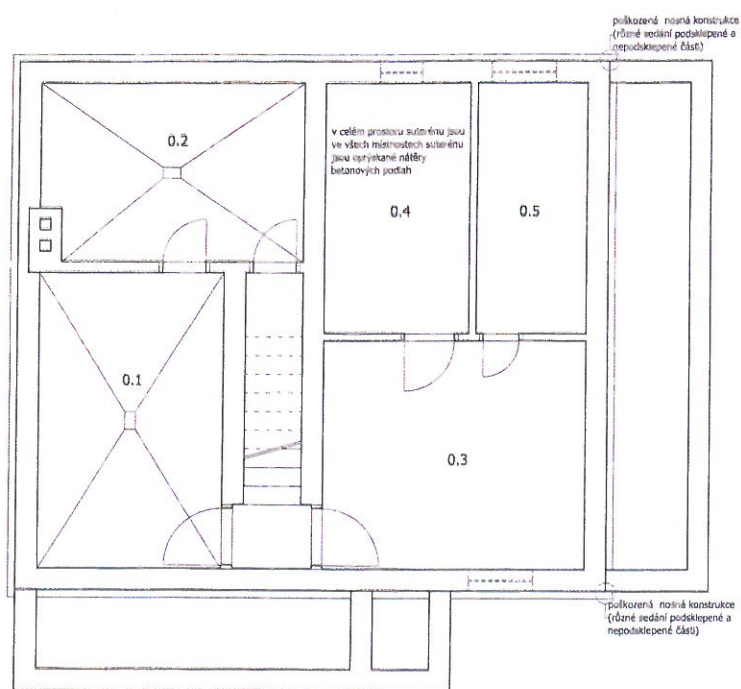 poškozená nosná konstrukce
(různé sedání podsklepené a
nepodsklepené části)
0.2
v celém prostoru suterénu jsou
ve všech místnostech suterénu
jsou oprýskané nátěry
betonových podlah
0.4
0.5
0.1
0.3
poškozená nosná konstrukce
(různé sedání podsklepené a
nepodsklepené části)